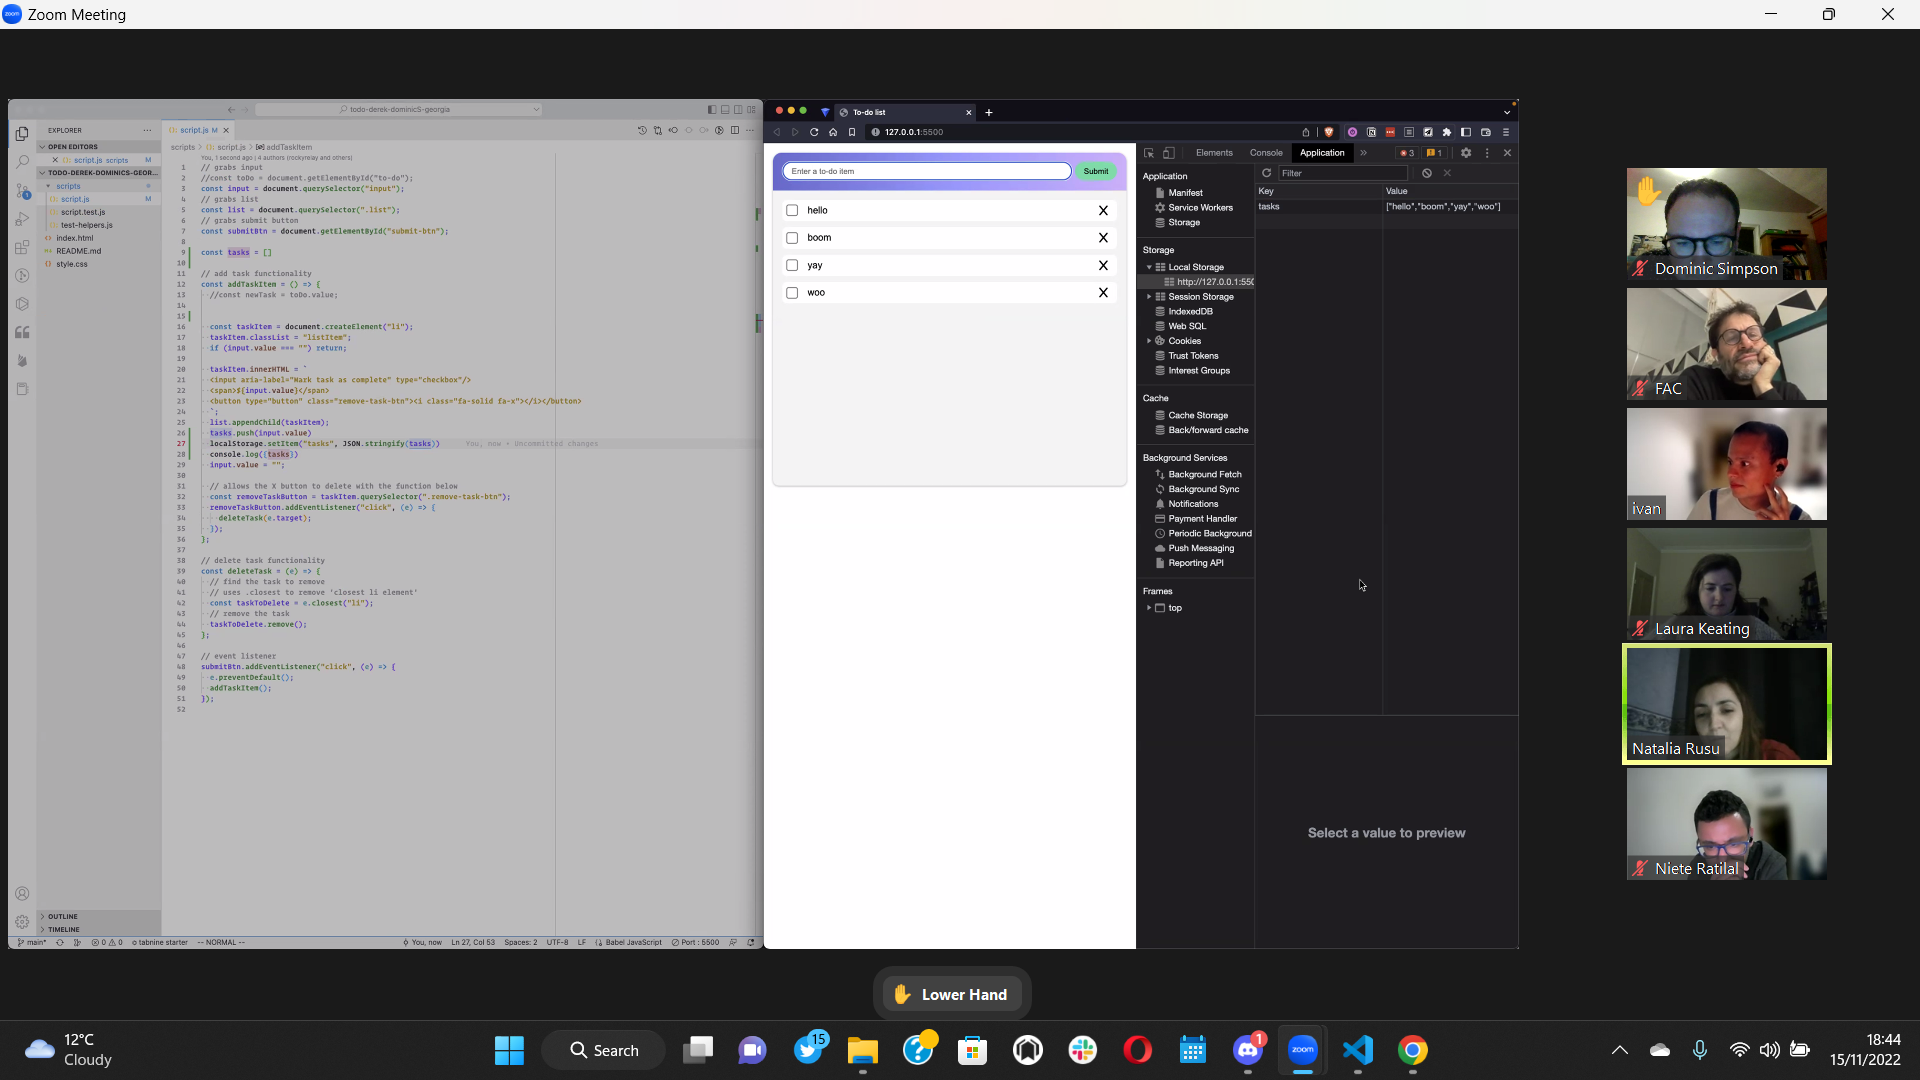 Zoom Meeting
todo-derek-dominicS-georgia
EXPLORER
OPEN EDITORS
script.js scripts M
TODO-DEREK-DOMINICS-GEOR...
scripts
script.js M
script.test.js
test-helpers.js
index.html
README.md
style.css
OUTLINE
TIMELINE
script.js M
scripts > script.js > addTaskItem
You, 1 second ago | 4 authors (rockyrelay and others)
1 // grabs input
2 //const toDo = document.getElementById("to-do");
3 const input = document.querySelector("input");
4 // grabs list
5 const list = document.querySelector(".list");
6 // grabs submit button
7 const submitBtn = document.getElementById("submit-btn");
8
9 const tasks = []
10
11 // add task functionality
12 const addTaskItem = () => {
13 //const newTask = toDo.value;
14
15
16 const taskItem = document.createElement("li");
17 taskItem.classList = "listItem";
18 if (input.value === "") return;
19
20 taskItem.innerHTML = `
21 <input aria-label="Mark task as complete" type="checkbox"/>
22 <span>${input.value}</span>
23 <button type="button" class="remove-task-btn"><i class="fa-solid fa-x"></i></button>
24 `;
25 list.appendChild(taskItem);
26 tasks.push(input.value)
27 localStorage.setItem("tasks", JSON.stringify(tasks)) You, now • Uncommitted changes
28 console.log({tasks})
29 input.value = "";
30
31 // allows the X button to delete with the function below
32 const removeTaskButton = taskItem.querySelector(".remove-task-btn");
33 removeTaskButton.addEventListener("click", (e) => {
34 deleteTask(e.target);
35 });
36 };
37
38 // delete task functionality
39 const deleteTask = (e) => {
40 // find the task to remove
41 // uses .closest to remove 'closest li element'
42 const taskToDelete = e.closest("li");
43 // remove the task
44 taskToDelete.remove();
45 };
46
47 // event listener
48 submitBtn.addEventListener("click", (e) => {
49 e.preventDefault();
50 addTaskItem();
51 });
52
main* 0 0 tabnine starter -- NORMAL -- You, now Ln 27, Col 53 Spaces: 2 UTF-8 LF Babel JavaScript Port : 5500
To-do list
127.0.0.1:5500
Enter a to-do item
Submit
hello X
boom X
yay X
woo X
Elements Console Application 3 1
Application
Manifest
Service Workers
Storage
Storage
Local Storage
http://127.0.0.1:550
Session Storage
IndexedDB
Web SQL
Cookies
Trust Tokens
Interest Groups
Cache
Cache Storage
Back/forward cache
Background Services
Background Fetch
Background Sync
Notifications
Payment Handler
Periodic Background
Push Messaging
Reporting API
Frames
top
Filter
Key Value
tasks ["hello","boom","yay","woo"]
Select a value to preview
Dominic Simpson
FAC
ivan
Laura Keating
Natalia Rusu
Niete Ratilal
Lower Hand
12°C
Cloudy
Search
15
1
zoom
18:44
15/11/2022